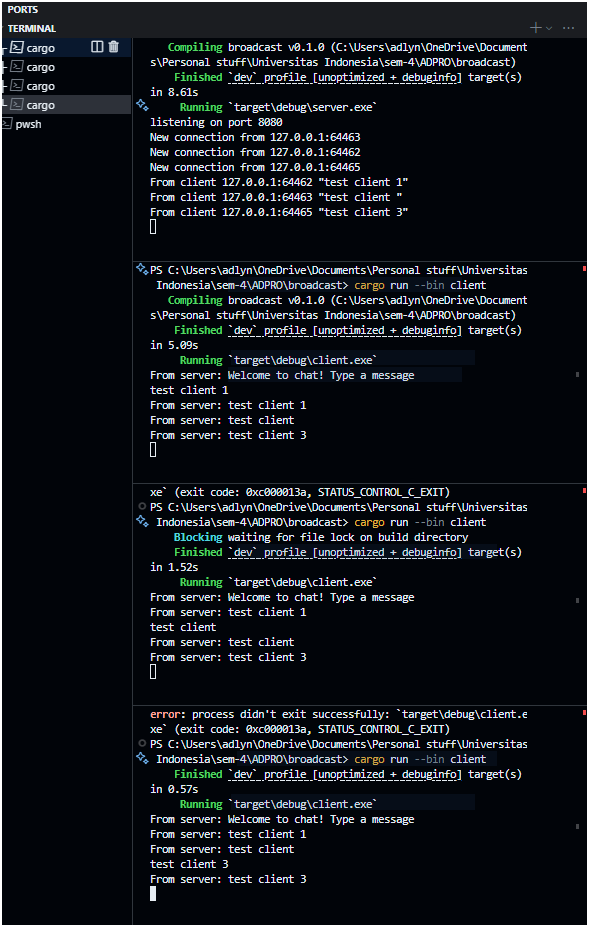 PORTS
TERMINAL
cargo
cargo
cargo
cargo
pwsh
Compiling broadcast v0.1.0 (C:\Users\adlyn\OneDrive\Document
s\Personal stuff\Universitas Indonesia\sem-4\ADPRO\broadcast)
Finished `dev` profile [unoptimized + debuginfo] target(s)
in 8.61s
Running `target\debug\server.exe`
listening on port 8080
New connection from 127.0.0.1:64463
New connection from 127.0.0.1:64462
New connection from 127.0.0.1:64465
From client 127.0.0.1:64462 "test client 1"
From client 127.0.0.1:64463 "test client "
From client 127.0.0.1:64465 "test client 3"
PS C:\Users\adlyn\OneDrive\Documents\Personal stuff\Universitas
Indonesia\sem-4\ADPRO\broadcast> cargo run --bin client
Compiling broadcast v0.1.0 (C:\Users\adlyn\OneDrive\Document
s\Personal stuff\Universitas Indonesia\sem-4\ADPRO\broadcast)
Finished `dev` profile [unoptimized + debuginfo] target(s)
in 5.09s
Running `target\debug\client.exe`
From server: Welcome to chat! Type a message
test client 1
From server: test client 1
From server: test client
From server: test client 3
xe` (exit code: 0xc000013a, STATUS_CONTROL_C_EXIT)
PS C:\Users\adlyn\OneDrive\Documents\Personal stuff\Universitas
Indonesia\sem-4\ADPRO\broadcast> cargo run --bin client
Blocking waiting for file lock on build directory
Finished `dev` profile [unoptimized + debuginfo] target(s)
in 1.52s
Running `target\debug\client.exe`
From server: Welcome to chat! Type a message
From server: test client 1
test client
From server: test client
From server: test client 3
error: process didn't exit successfully: `target\debug\client.e
xe` (exit code: 0xc000013a, STATUS_CONTROL_C_EXIT)
PS C:\Users\adlyn\OneDrive\Documents\Personal stuff\Universitas
Indonesia\sem-4\ADPRO\broadcast> cargo run --bin client
Finished `dev` profile [unoptimized + debuginfo] target(s)
in 0.57s
Running `target\debug\client.exe`
From server: Welcome to chat! Type a message
From server: test client 1
From server: test client
test client 3
From server: test client 3